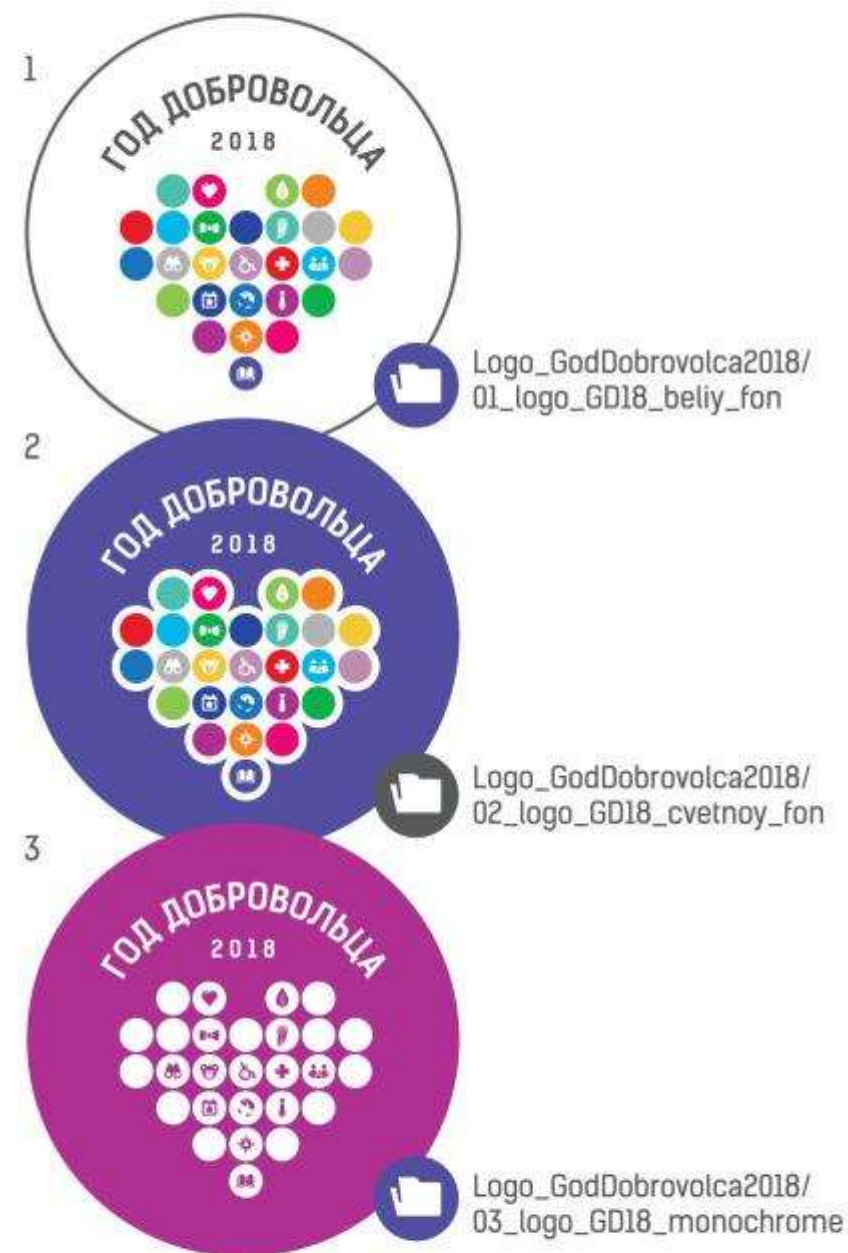 1
ГОД ДОБРОВОЛЬЦА
2018
Logo_GodDobrovolca2018/
01_logo_GD18_beliy_fon
2
ГОД ДОБРОВОЛЬЦА
2018
Logo_GodDobrovolca2018/
02_logo_GD18_cvetnoy_fon
3
ГОД ДОБРОВОЛЬЦА
2018
Logo_GodDobrovolca2018/
03_logo_GD18_monochrome